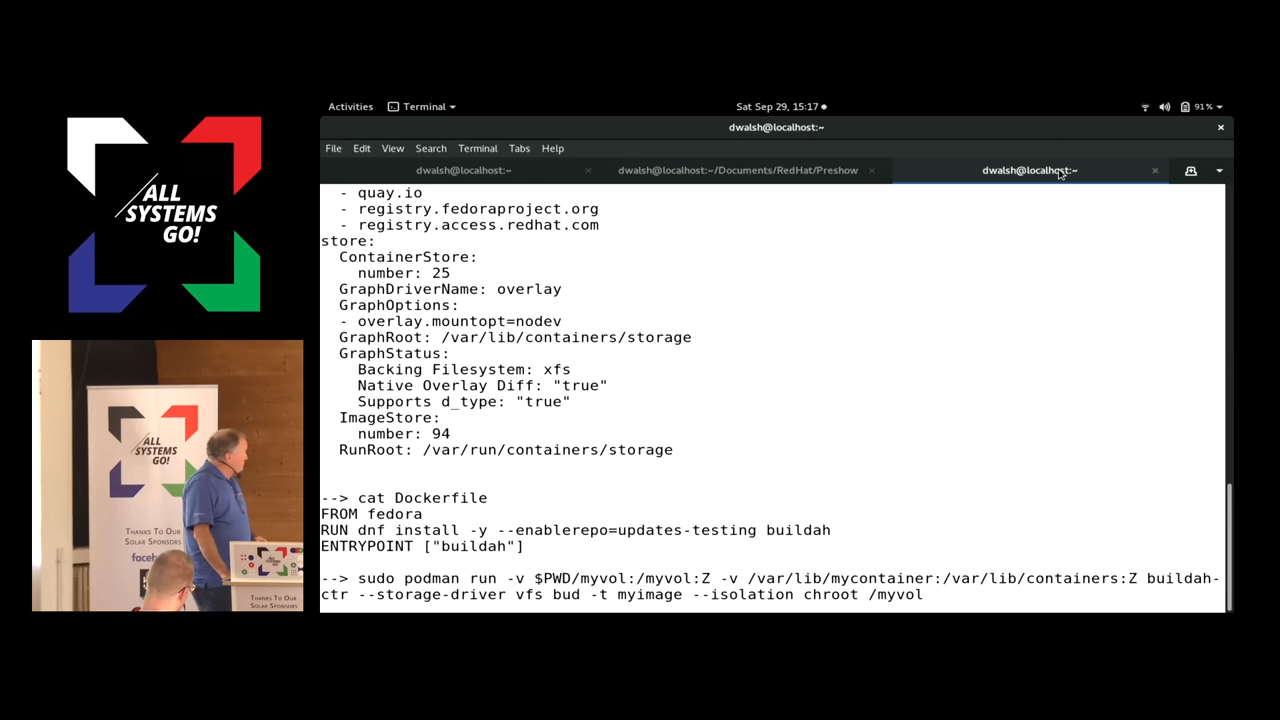 ALL
SYSTEMS
GO!
Activities
Terminal
Sat Sep 29, 15:17
91%
dwalsh@localhost:~
File Edit View Search Terminal Tabs Help
dwalsh@localhost:~
dwalsh@localhost:~/Documents/RedHat/Preshow
dwalsh@localhost:~
- quay.io
- registry.fedoraproject.org
- registry.access.redhat.com
store:
ContainerStore:
number: 25
GraphDriverName: overlay
GraphOptions:
- overlay.mountopt=nodev
GraphRoot: /var/lib/containers/storage
GraphStatus:
Backing Filesystem: xfs
Native Overlay Diff: "true"
Supports d_type: "true"
ImageStore:
number: 94
RunRoot: /var/run/containers/storage
--> cat Dockerfile
FROM fedora
RUN dnf install -y --enablerepo=updates-testing buildah
ENTRYPOINT ["buildah"]
--> sudo podman run -v $PWD/myvol:/myvol:Z -v /var/lib/mycontainer:/var/lib/containers:Z buildah-
ctr --storage-driver vfs bud -t myimage --isolation chroot /myvol
ALL
SYSTEMS
GO!
THANKS TO OUR
SOLAR SPONSORS
THANKS TO OUR
SOLAR SPONSORS